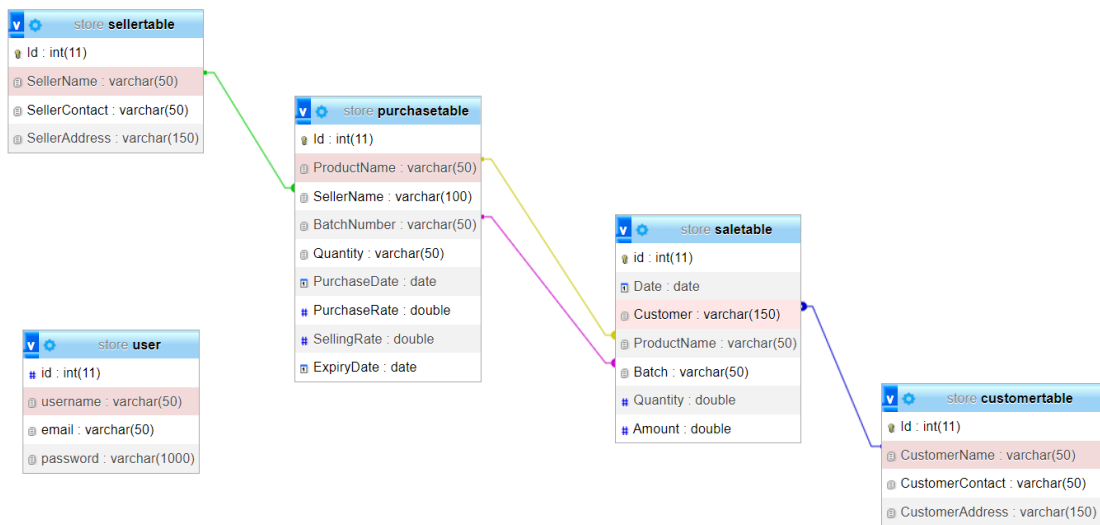 v store sellertable
Id : int(11)
SellerName : varchar(50)
SellerContact : varchar(50)
SellerAddress : varchar(150)
v store purchasetable
Id : int(11)
ProductName : varchar(50)
SellerName : varchar(100)
BatchNumber : varchar(50)
Quantity : varchar(50)
PurchaseDate : date
# PurchaseRate : double
# SellingRate : double
ExpiryDate : date
v store saletable
id : int(11)
Date : date
Customer : varchar(150)
ProductName : varchar(50)
Batch : varchar(50)
# Quantity : double
# Amount : double
v store user
# id : int(11)
username : varchar(50)
email : varchar(50)
password : varchar(1000)
v store customertable
Id : int(11)
CustomerName : varchar(50)
CustomerContact : varchar(50)
CustomerAddress : varchar(150)